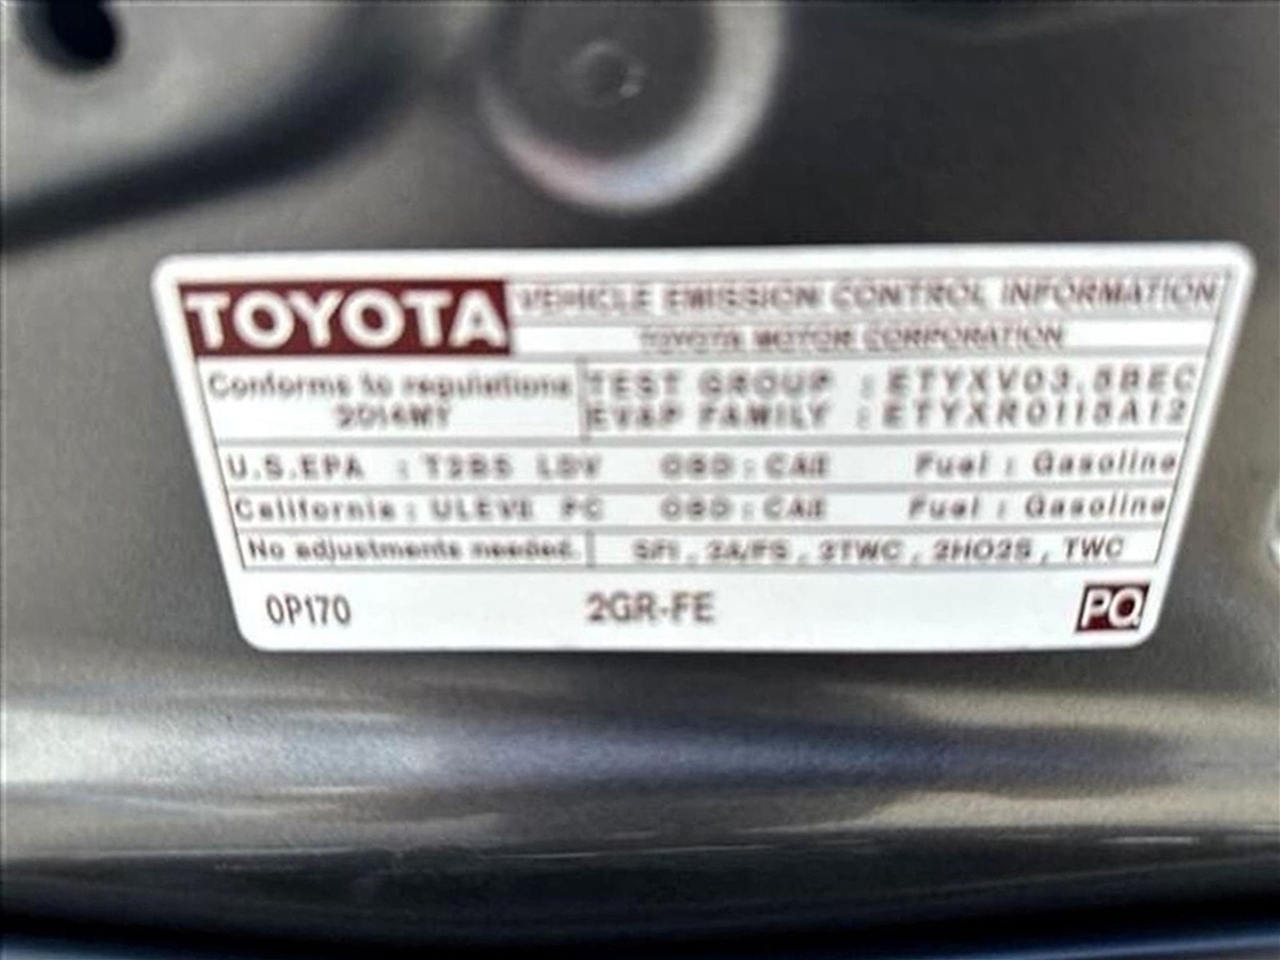 TOYOTA VEHICLE EMISSION CONTROL INFORMATION
TOYOTA MOTOR CORPORATION
Conforms to regulations TEST GROUP : ETYXV03.5BEC
2014MY EVAP FAMILY : ETYXR0115A12
U.S.EPA : T2B5 LDV OBD : CAII Fuel : Gasoline
California : ULEVII PC OBD : CAII Fuel : Gasoline
No adjustments needed. SFI , 2A/FS , 2TWC , 2HO2S , TWC
0P170 2GR-FE PQ